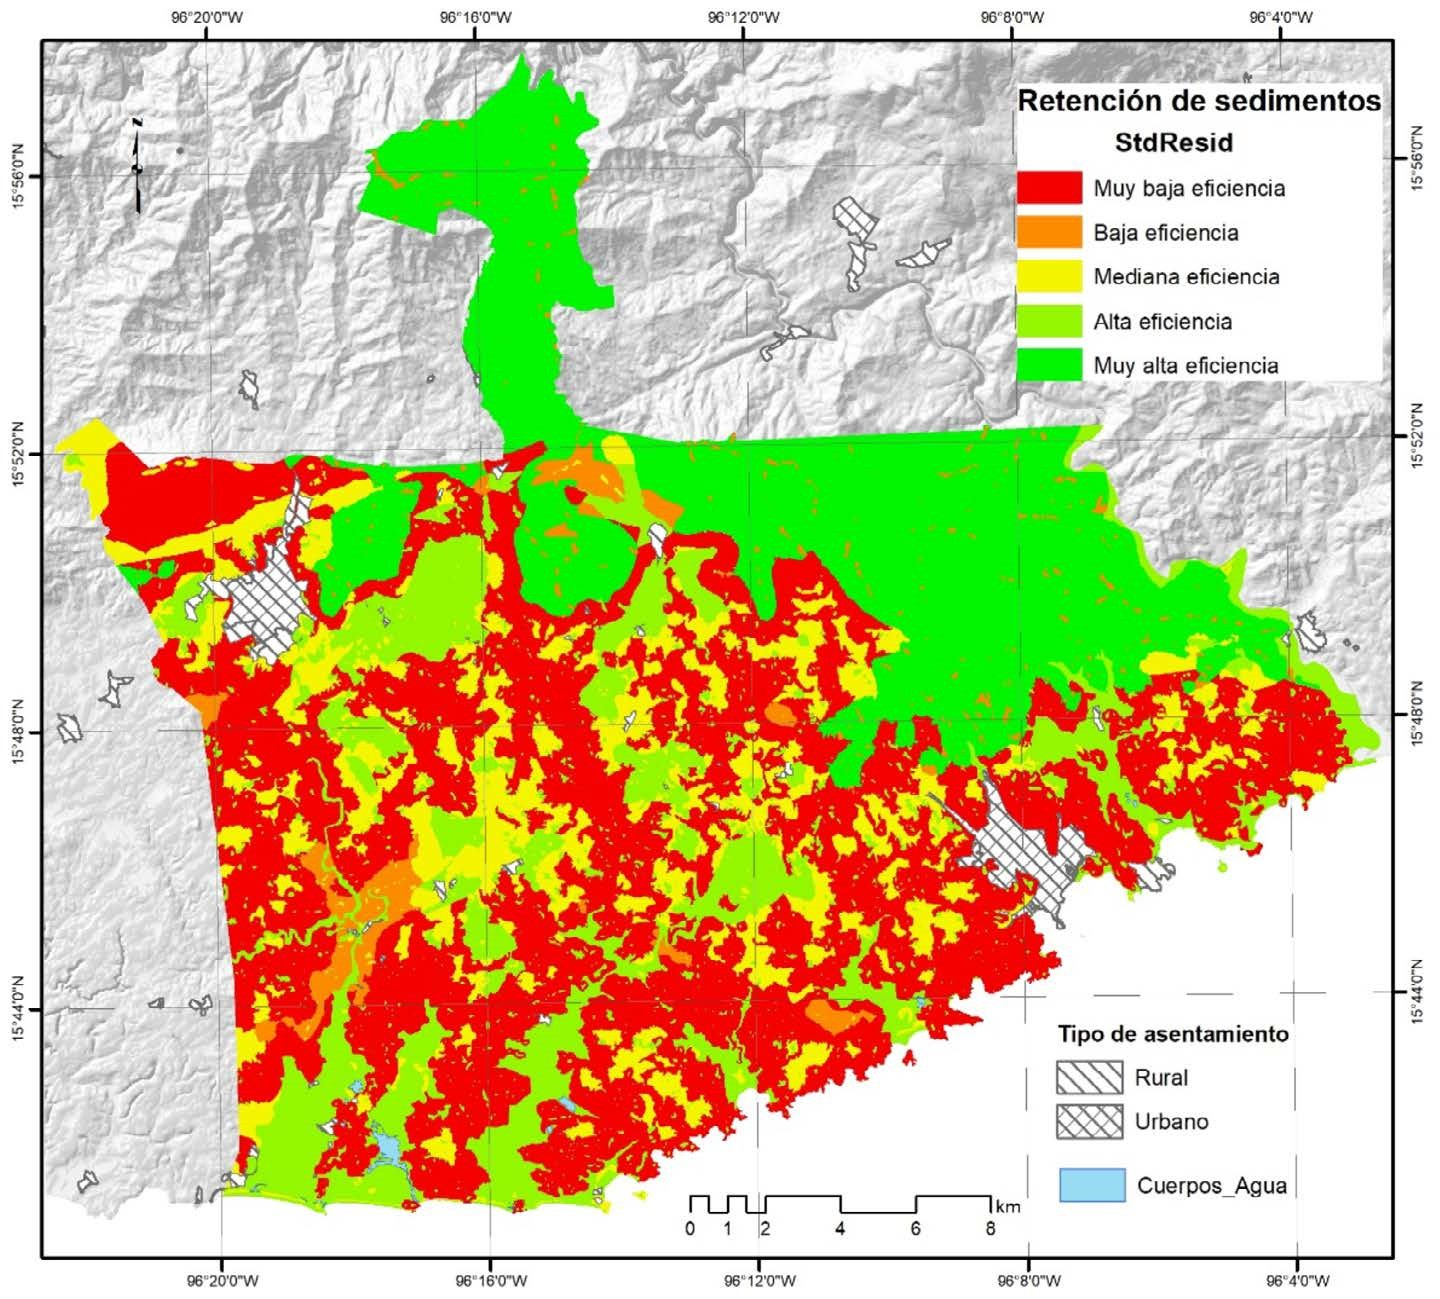 96°20'0"W 96°16'0"W 96°12'0"W 96°8'0"W 96°4'0"W
z
Retención de sedimentos
StdResid
Muy baja eficiencia
Baja eficiencia
Mediana eficiencia
Alta eficiencia
Muy alta eficiencia
15°56'0"N 15°56'0"N
15°52'0"N 15°52'0"N
15°48'0"N 15°48'0"N
15°44'0"N 15°44'0"N
Tipo de asentamiento
Rural
Urbano
Cuerpos_Agua
km
0 1 2 4 6 8
96°20'0"W 96°16'0"W 96°12'0"W 96°8'0"W 96°4'0"W